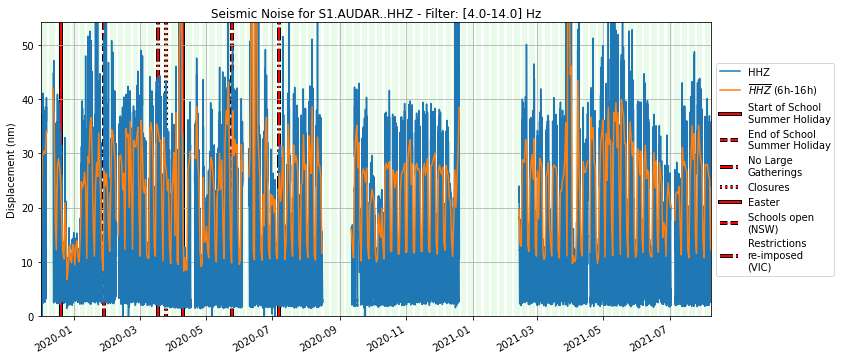 Seismic Noise for S1.AUDAR..HHZ - Filter: [4.0-14.0] Hz
Displacement (nm)
50
40
30
20
10
0
2020-01
2020-03
2020-05
2020-07
2020-09
2020-11
2021-01
2021-03
2021-05
2021-07
HHZ
HHZ (6h-16h)
Start of School
Summer Holiday
End of School
Summer Holiday
No Large
Gatherings
Closures
Easter
Schools open
(NSW)
Restrictions
re-imposed
(VIC)